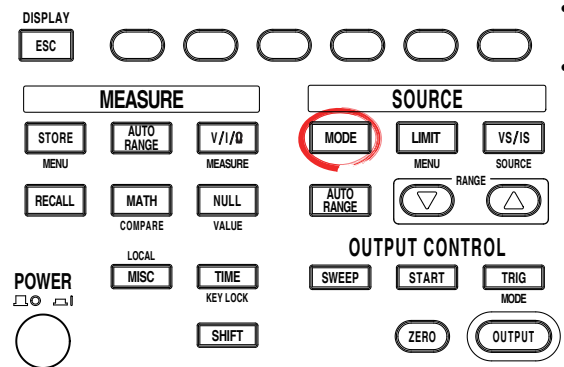 DISPLAY
ESC
MEASURE
SOURCE
STORE
AUTO
RANGE
V/I/Ω
MODE
LIMIT
VS/IS
MENU
MEASURE
MENU
SOURCE
RECALL
MATH
NULL
AUTO
RANGE
RANGE
COMPARE
VALUE
OUTPUT CONTROL
LOCAL
MISC
TIME
SWEEP
START
TRIG
POWER
KEY LOCK
MODE
SHIFT
ZERO
OUTPUT